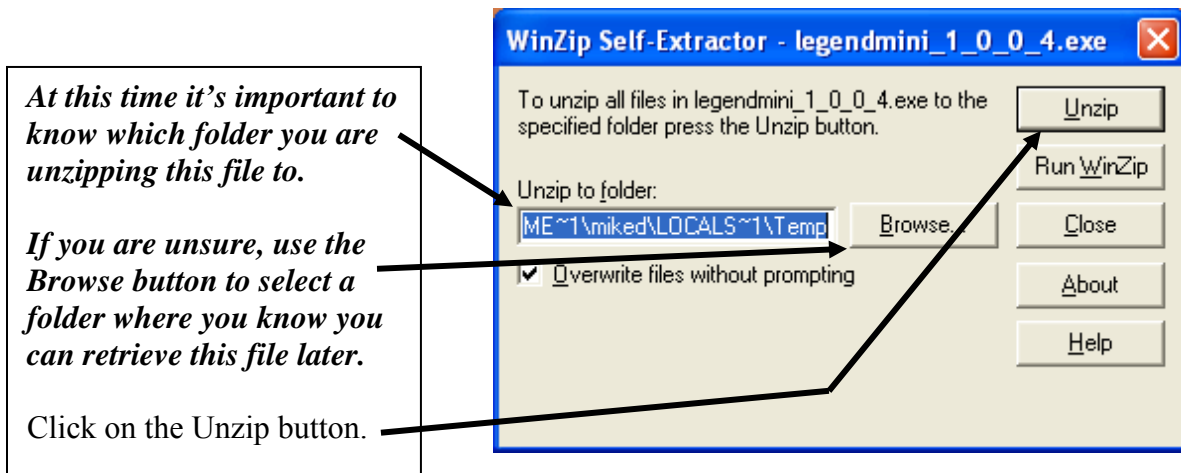 At this time it’s important to
know which folder you are
unzipping this file to.
If you are unsure, use the
Browse button to select a
folder where you know you
can retrieve this file later.
Click on the Unzip button.
WinZip Self-Extractor - legendmini_1_0_0_4.exe
To unzip all files in legendmini_1_0_0_4.exe to the
specified folder press the Unzip button.
Unzip to folder:
ME~1\miked\LOCALS~1\Temp
Browse...
Overwrite files without prompting
Unzip
Run WinZip
Close
About
Help